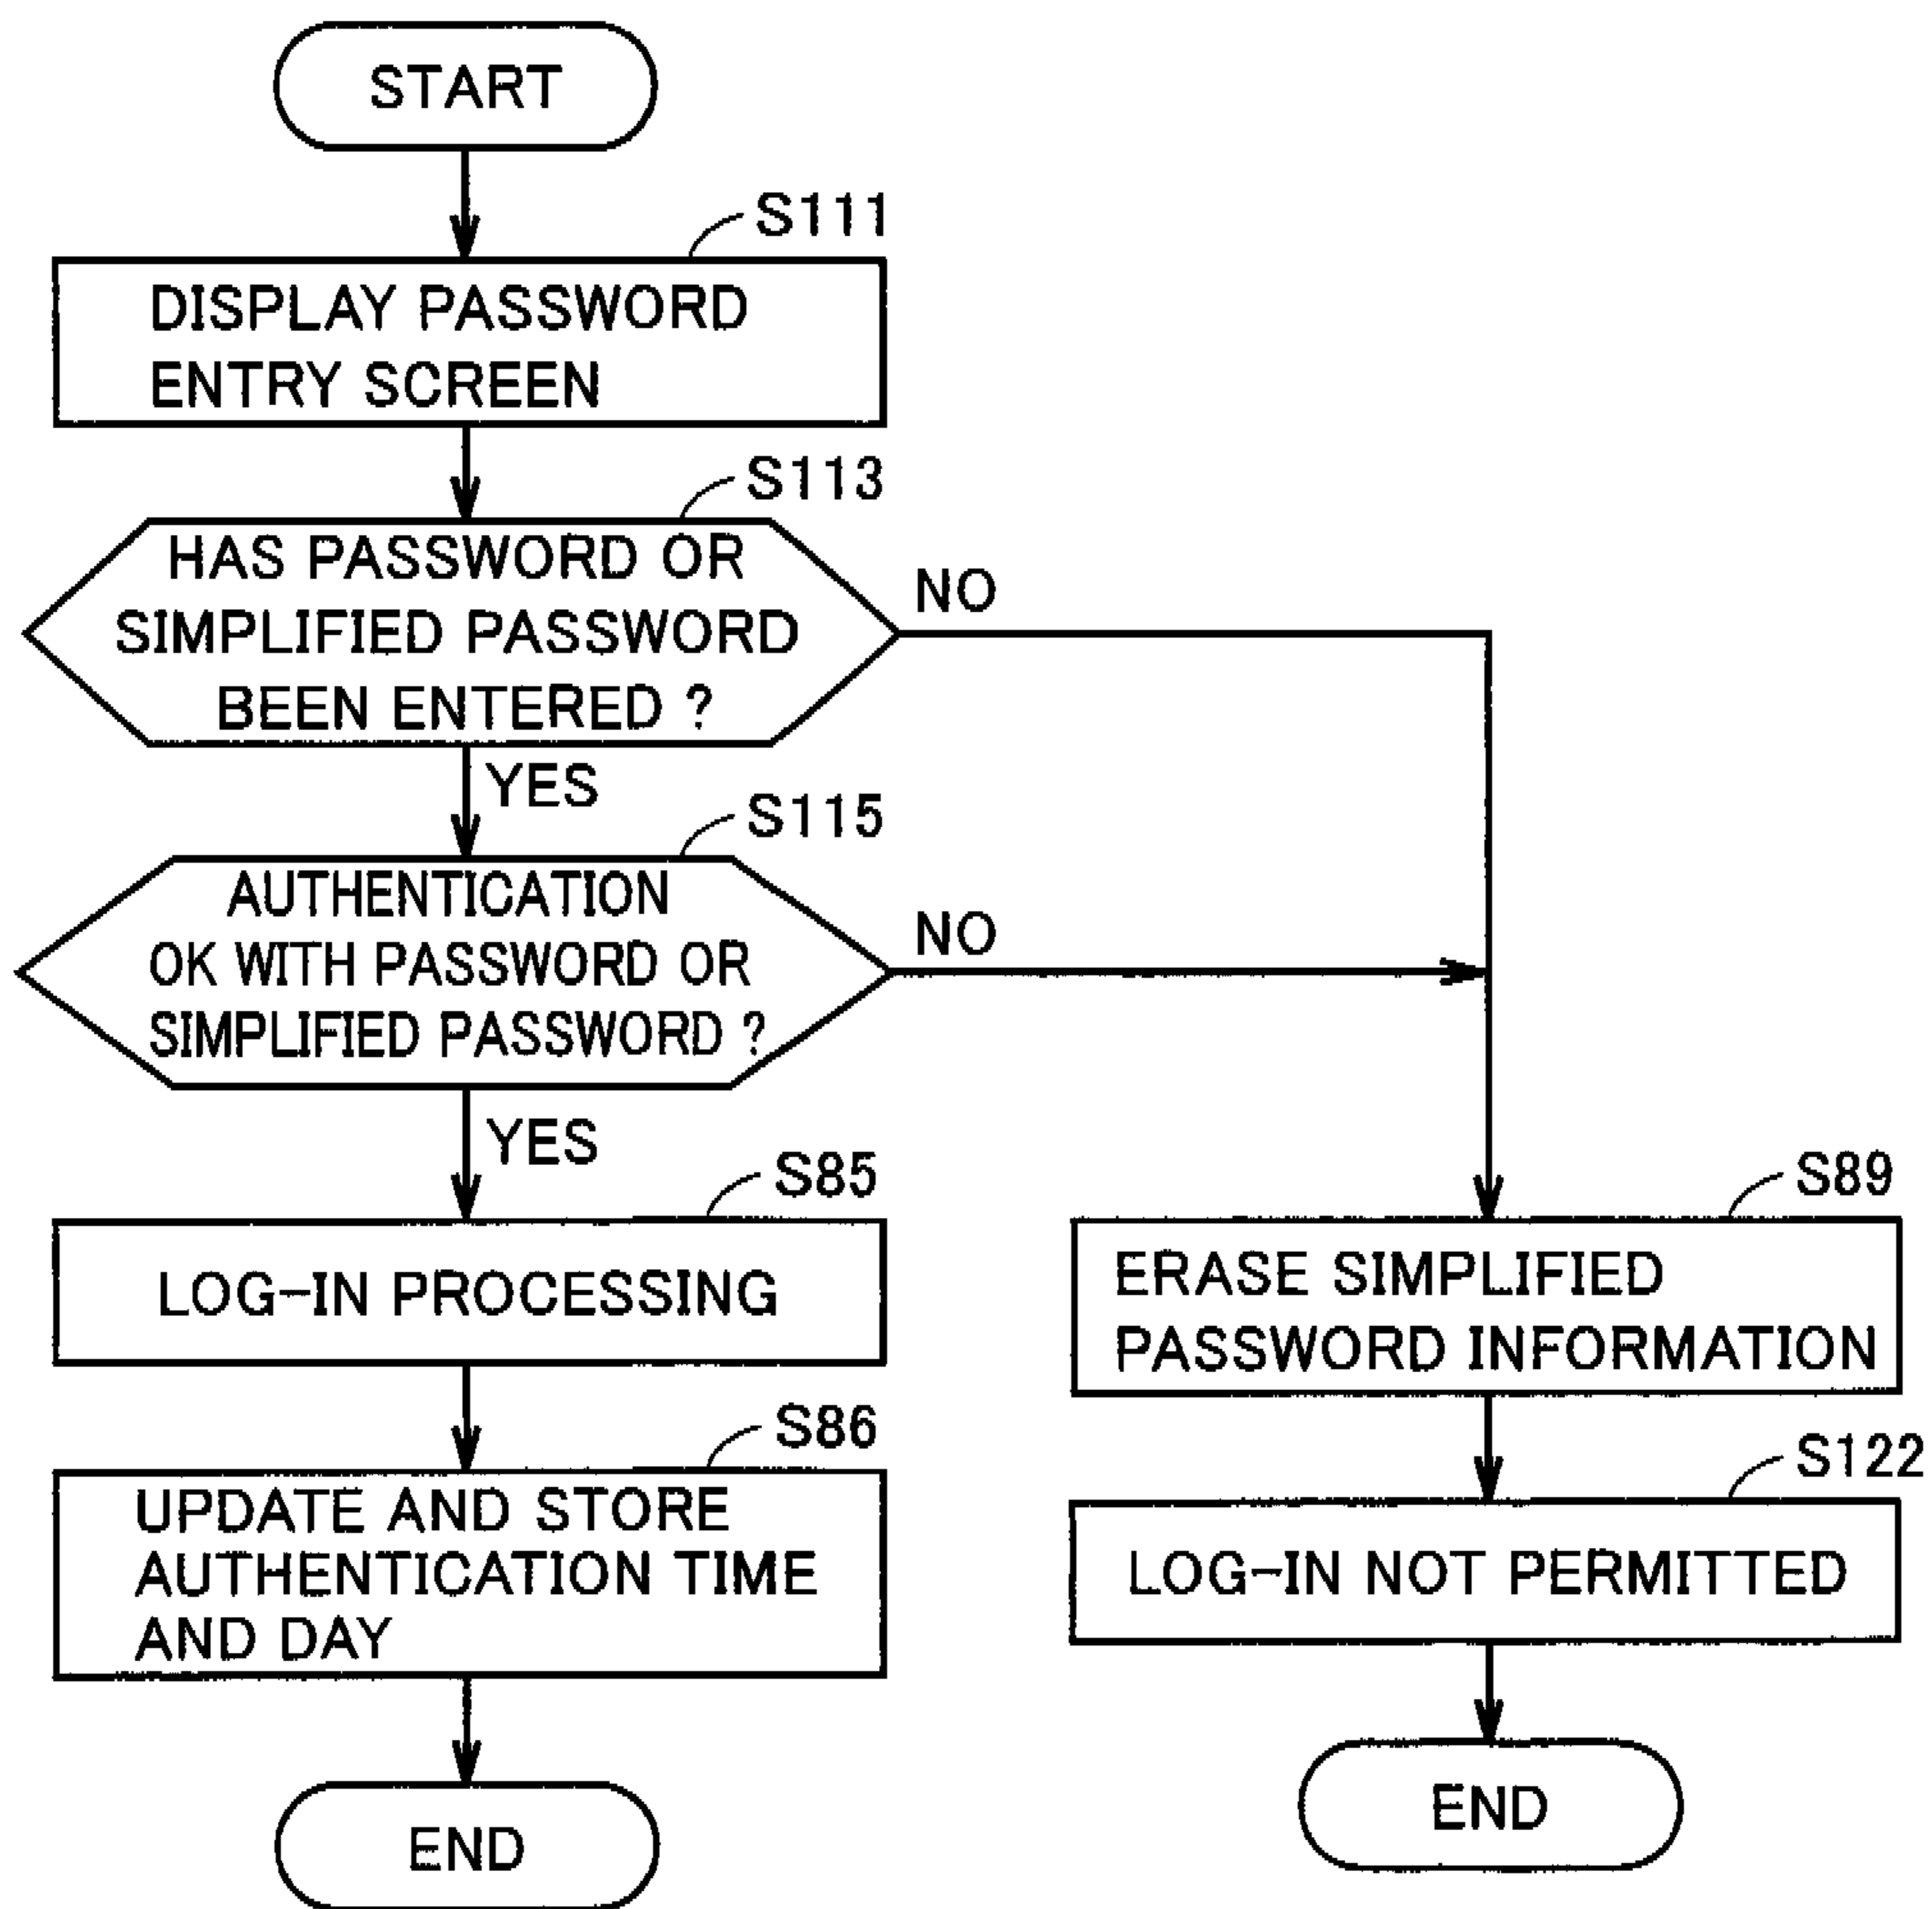 START
S111
DISPLAY PASSWORD
ENTRY SCREEN
S113
HAS PASSWORD OR
SIMPLIFIED PASSWORD
BEEN ENTERED ?
NO
YES
S115
AUTHENTICATION
OK WITH PASSWORD OR
SIMPLIFIED PASSWORD ?
NO
YES
S85
LOG-IN PROCESSING
S86
UPDATE AND STORE
AUTHENTICATION TIME
AND DAY
END
S89
ERASE SIMPLIFIED
PASSWORD INFORMATION
S122
LOG-IN NOT PERMITTED
END